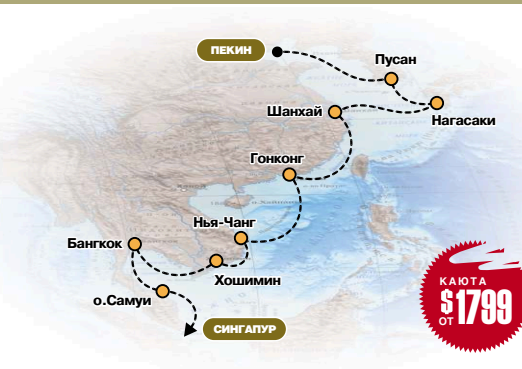 ПЕКИН
Пусан
Шанхай
Нагасаки
Гонконг
Нья-Чанг
Бангкок
Хошимин
о.Самуи
СИНГАПУР
КАЮТА
ОТ $1799